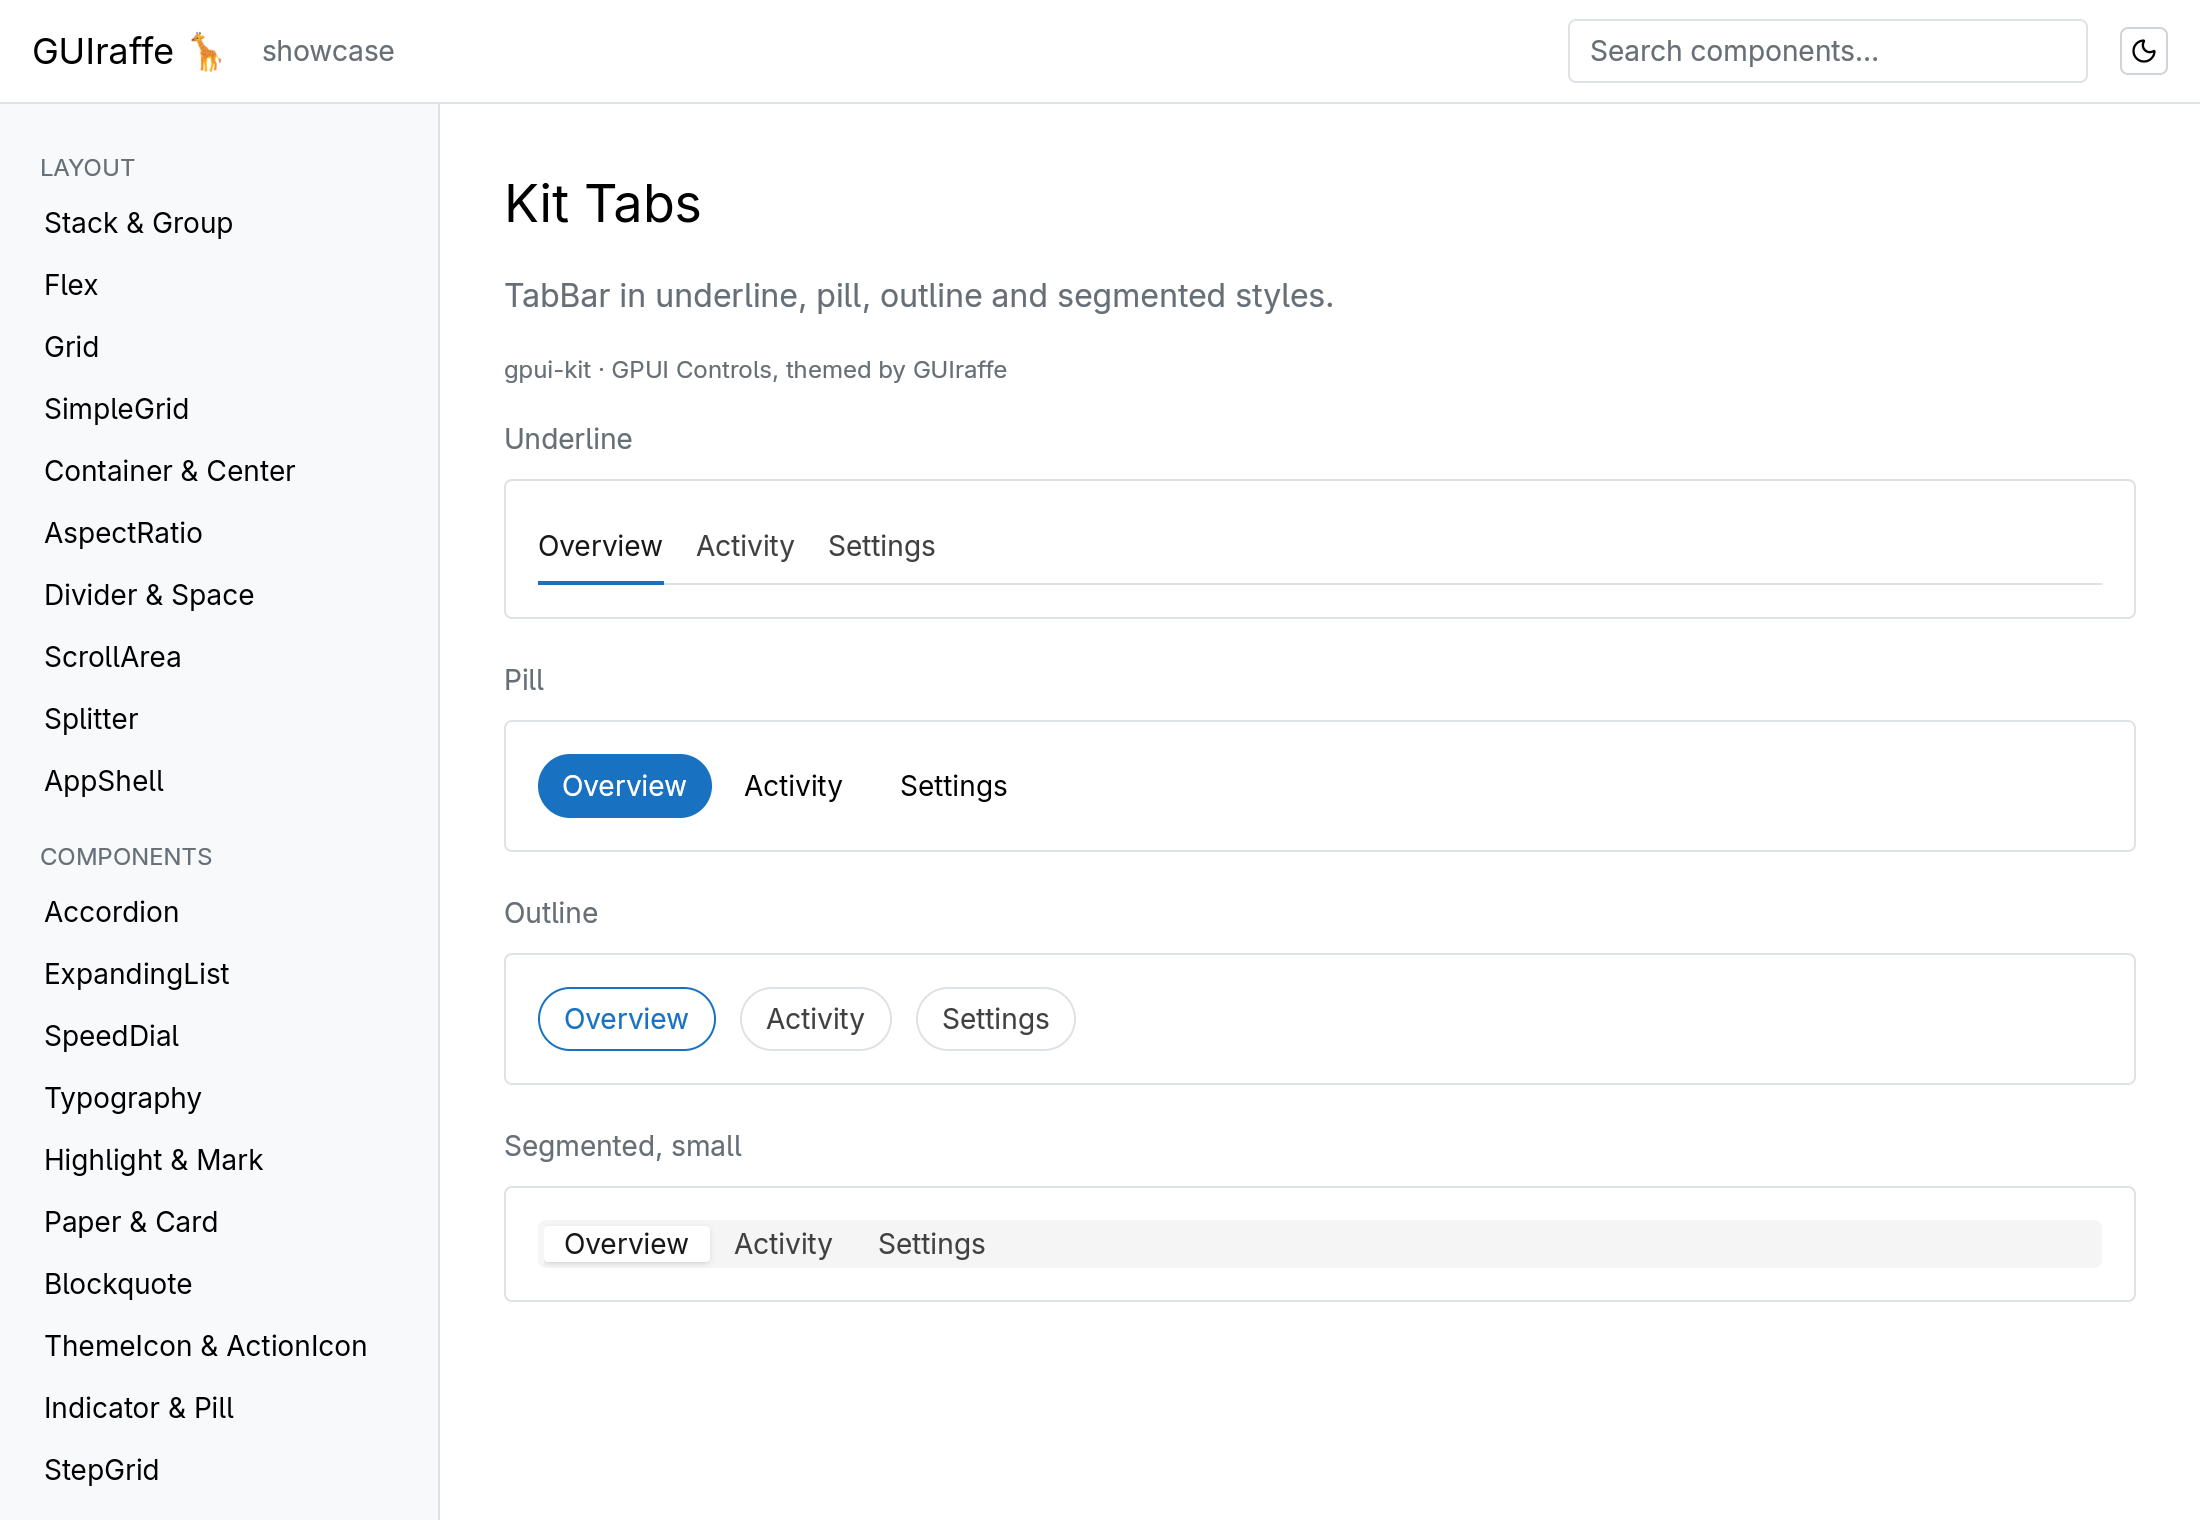 GUIraffe 🦒 showcase
Search components...
LAYOUT
Stack & Group
Flex
Grid
SimpleGrid
Container & Center
AspectRatio
Divider & Space
ScrollArea
Splitter
AppShell
COMPONENTS
Accordion
ExpandingList
SpeedDial
Typography
Highlight & Mark
Paper & Card
Blockquote
ThemeIcon & ActionIcon
Indicator & Pill
StepGrid
Kit Tabs
TabBar in underline, pill, outline and segmented styles.
gpui-kit · GPUI Controls, themed by GUIraffe
Underline
Overview Activity Settings
Pill
Overview Activity Settings
Outline
Overview Activity Settings
Segmented, small
Overview Activity Settings